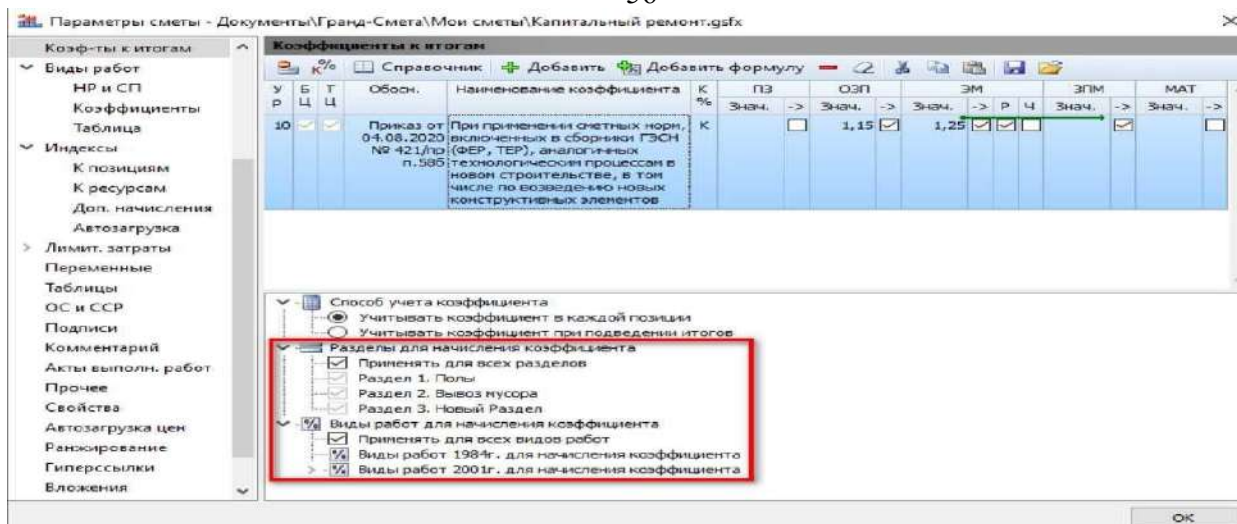 Параметры сметы - Документы\Гранд-Смета\Мои сметы\Капитальный ремонт.gsfx
Коэф-ты к итогам
Виды работ
НР и СП
Коэффициенты
Таблица
Индексы
К позициям
К ресурсам
Доп. начисления
Автозагрузка
Лимит. затраты
Переменные
Таблицы
ОС и ССР
Подписи
Комментарий
Акты выполн. работ
Прочее
Свойства
Автозагрузка цен
Ранжирование
Гиперссылки
Вложения
Коэффициенты к итогам
К% Справочник Добавить Добавить формулу
У Р Б Ц Т Ц Обосн. Наименование коэффициента К % ПЗ ОЗП ЭМ ЗПМ МАТ
Знач. -> Знач. -> Знач. -> Р Ч Знач. -> Знач. ->
10 Приказ от При применении сметных норм, К 1,15 1,25
04.08.2020 включенных в сборники ГЭСН
№ 421/пр (ФЕР, ТЕР), аналогичных
п.58б технологическим процессам в
новом строительстве, в том
числе по возведению новых
конструктивных элементов
Способ учета коэффициента
Учитывать коэффициент в каждой позиции
Учитывать коэффициент при подведении итогов
Разделы для начисления коэффициента
Применять для всех разделов
Раздел 1. Полы
Раздел 2. Вывоз мусора
Раздел 3. Новый Раздел
% Виды работ для начисления коэффициента
Применять для всех видов работ
% Виды работ 1984г. для начисления коэффициента
% Виды работ 2001г. для начисления коэффициента
ОК